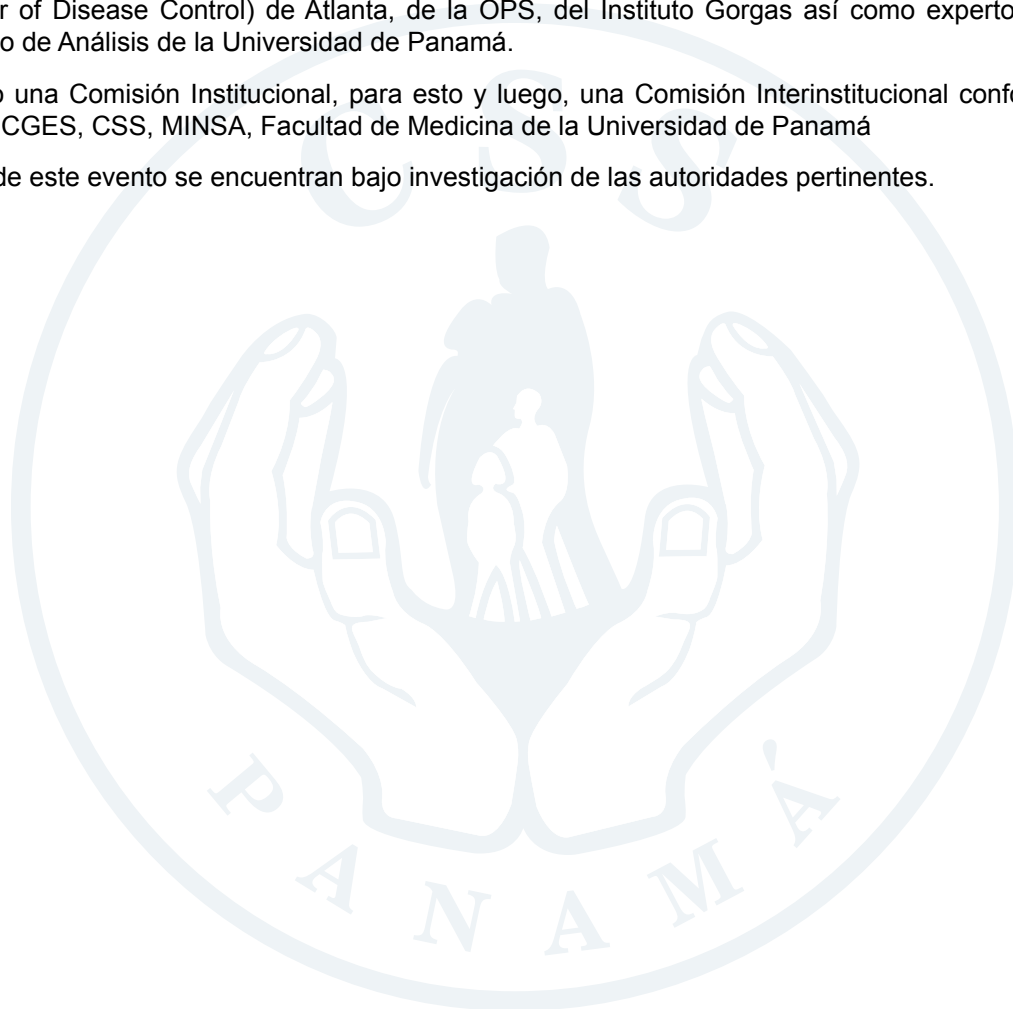 r of Disease Control) de Atlanta, de la OPS, del Instituto Gorgas así como experto
o de Análisis de la Universidad de Panamá.
o una Comisión Institucional, para esto y luego, una Comisión Interinstitucional confo
CGES, CSS, MINSA, Facultad de Medicina de la Universidad de Panamá
de este evento se encuentran bajo investigación de las autoridades pertinentes.
CSS
PANAMÁ